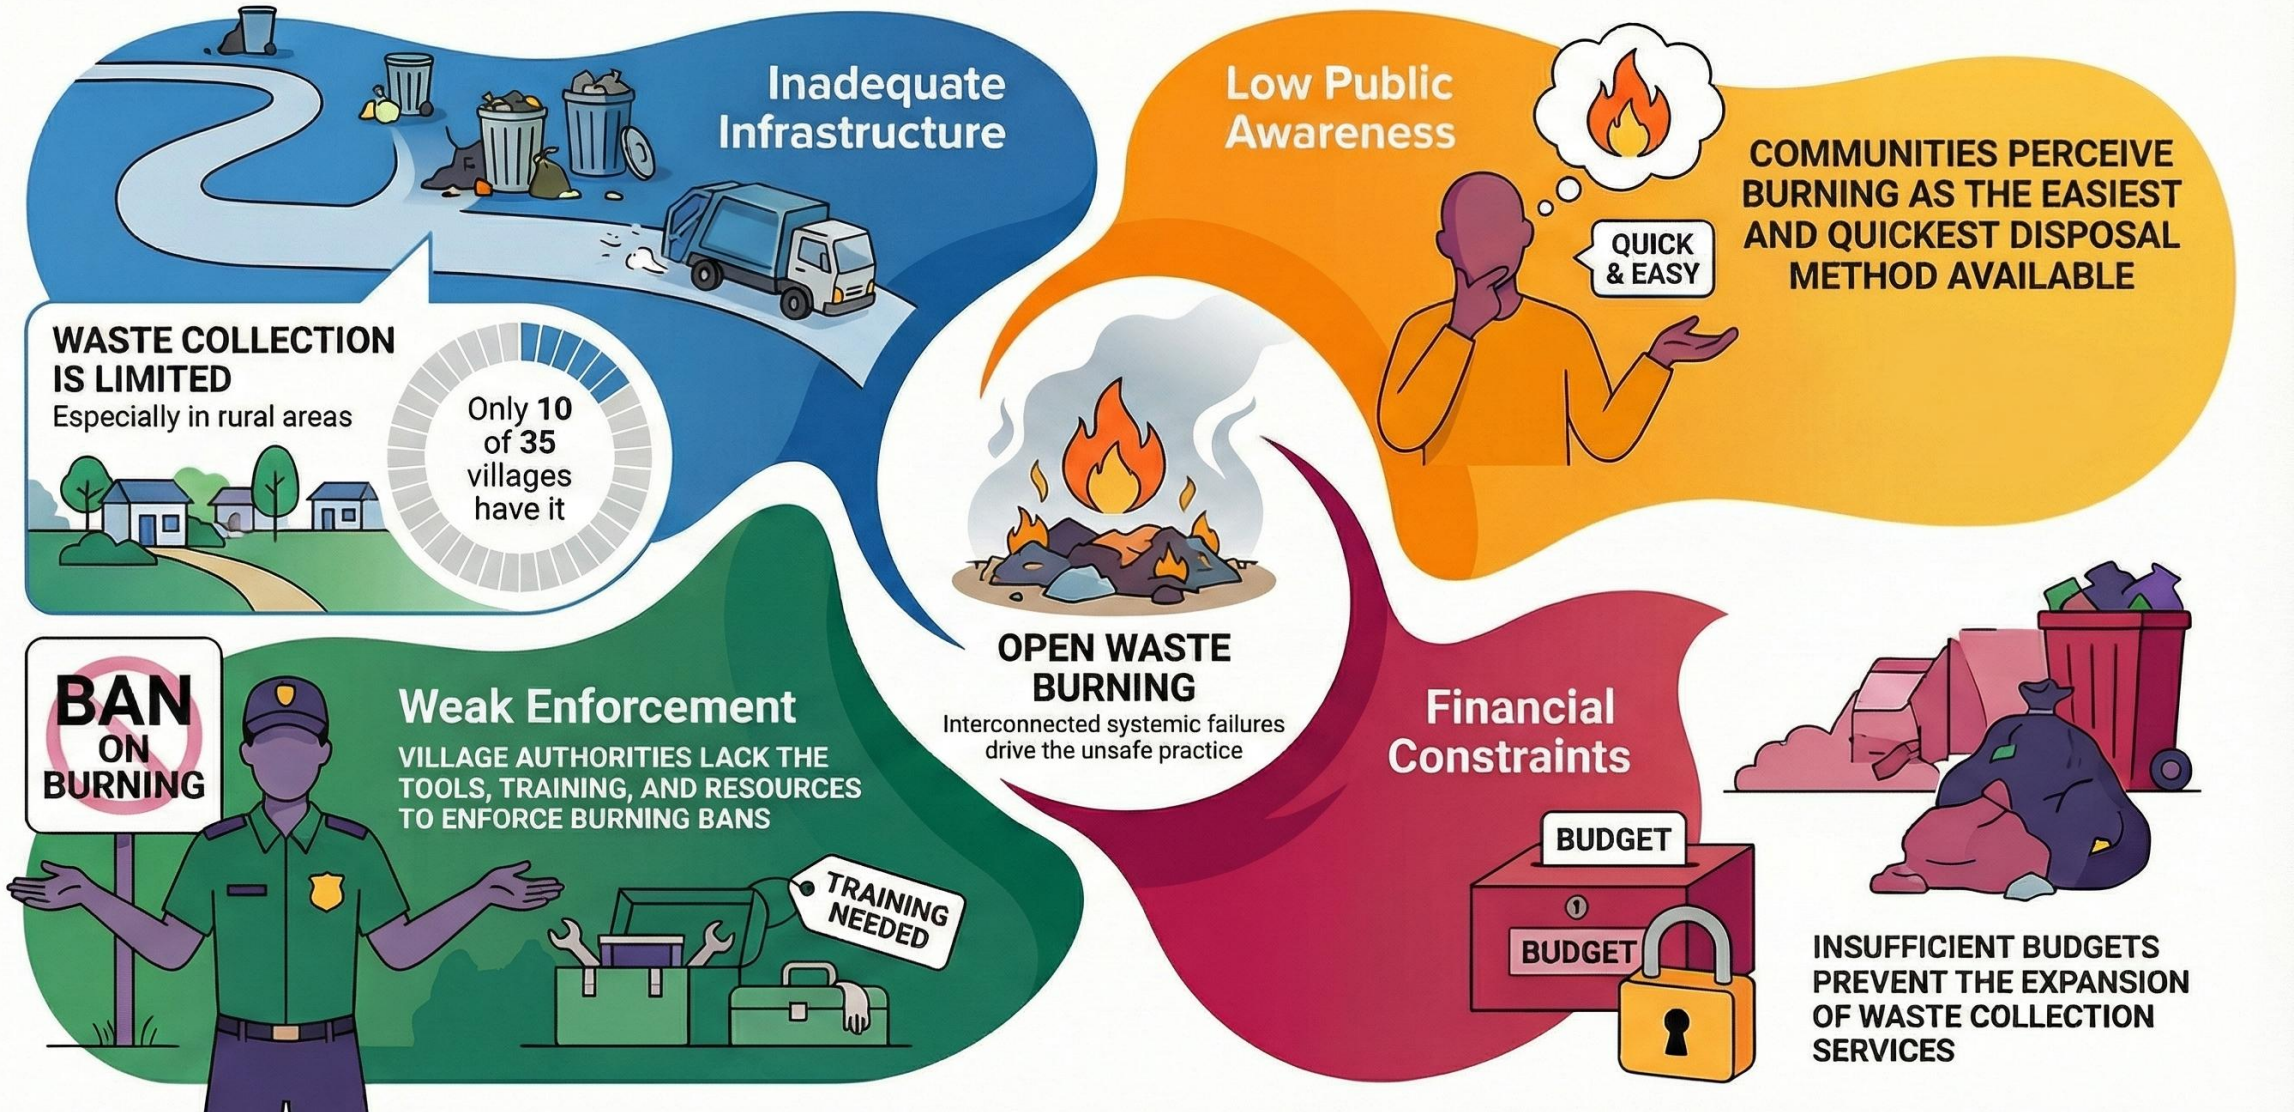 Inadequate
Infrastructure
WASTE COLLECTION
IS LIMITED
Especially in rural areas
Only 10
of 35
villages
have it
Low Public
Awareness
QUICK
& EASY
COMMUNITIES PERCEIVE
BURNING AS THE EASIEST
AND QUICKEST DISPOSAL
METHOD AVAILABLE
OPEN WASTE
BURNING
Interconnected systemic failures
drive the unsafe practice
BAN
ON
BURNING
Weak Enforcement
VILLAGE AUTHORITIES LACK THE
TOOLS, TRAINING, AND RESOURCES
TO ENFORCE BURNING BANS
TRAINING
NEEDED
Financial
Constraints
BUDGET
BUDGET
INSUFFICIENT BUDGETS
PREVENT THE EXPANSION
OF WASTE COLLECTION
SERVICES